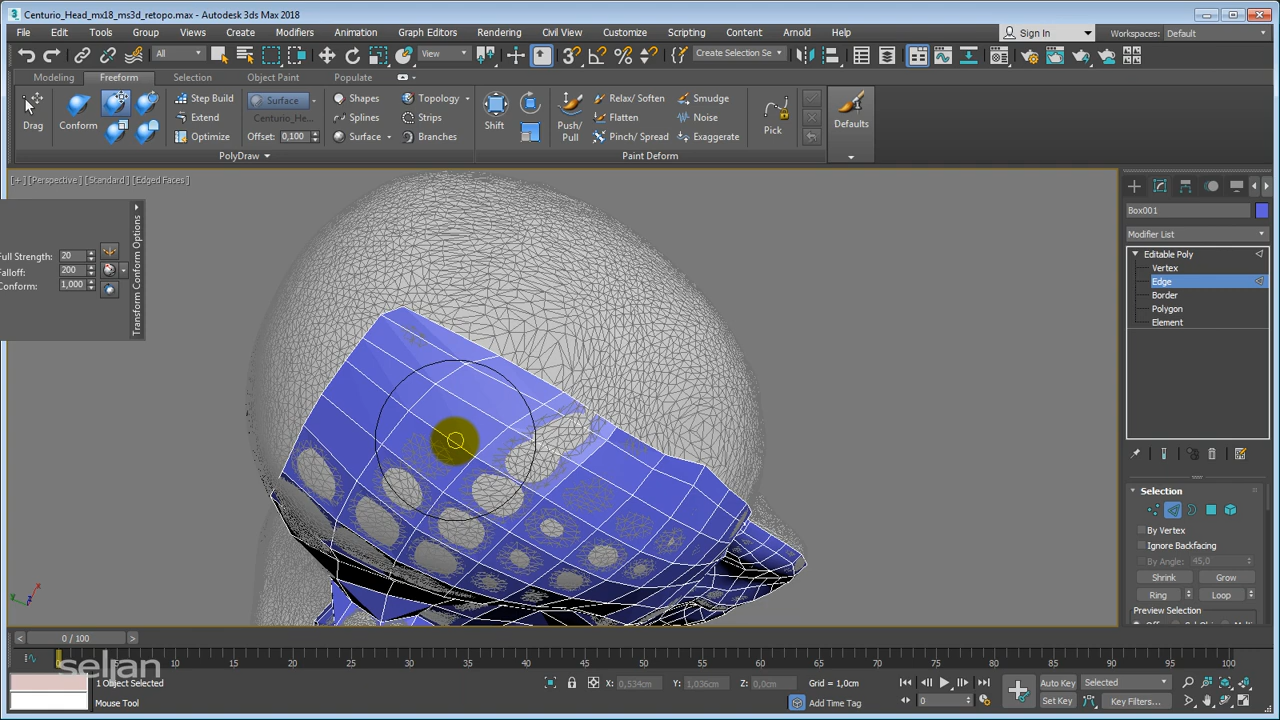 Centurio_Head_mx18_ms3d_retopo.max - Autodesk 3ds Max 2018
File Edit Tools Group Views Create Modifiers Animation Graph Editors Rendering Civil View Customize Scripting Content Arnold Help Sign In Workspaces: Default
All View Create Selection Se
Modeling Freeform Selection Object Paint Populate
Drag Conform Step Build Surface Shapes Topology Shift Push/ Pull Relax/ Soften Smudge Pick Defaults
Extend Centurio_He... Splines Strips Flatten Noise
Optimize Offset: 0,100 Surface Branches Pinch/ Spread Exaggerate
PolyDraw Paint Deform
[+] [Perspective] [Standard] [Edged Faces]
Full Strength: 20
Falloff: 200
Conform: 1,000
Transform Conform Options
Box001
Modifier List
Editable Poly
Vertex
Edge
Border
Polygon
Element
Selection
By Vertex
Ignore Backfacing
By Angle: 45,0
Shrink Grow
Ring Loop
Preview Selection
0 / 100
0 5 10 15 20 25 30 35 40 45 50 55 60 65 70 75 80 85 90 95 100
selian
1 Object Selected X: 0,534cm Y: 1,036cm Z: 0,0cm Grid = 1,0cm Auto Key Selected
Mouse Tool Add Time Tag 0 Set Key Key Filters...